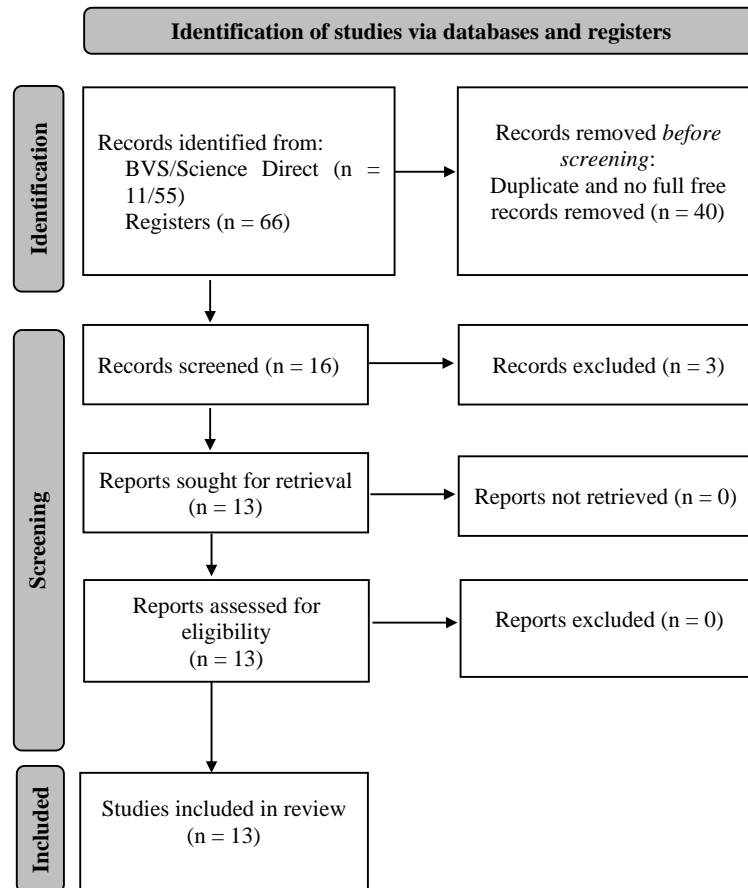 Identification of studies via databases and registers
Identification
Records identified from:
BVS/Science Direct (n =
11/55)
Registers (n = 66)
Records removed before
screening:
Duplicate and no full free
records removed (n = 40)
Screening
Records screened (n = 16)
Records excluded (n = 3)
Reports sought for retrieval
(n = 13)
Reports not retrieved (n = 0)
Reports assessed for
eligibility
(n = 13)
Reports excluded (n = 0)
Included
Studies included in review
(n = 13)